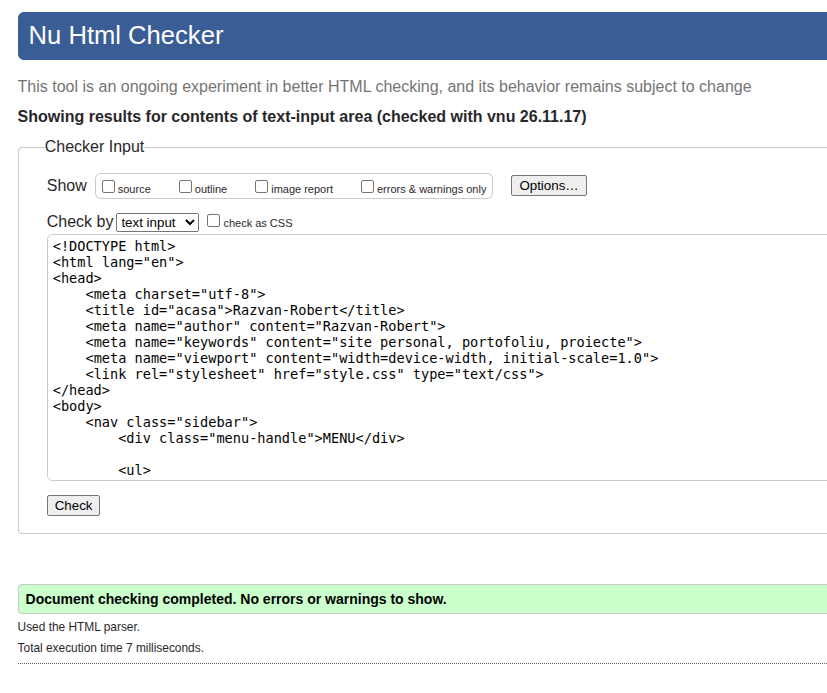 Nu Html Checker
This tool is an ongoing experiment in better HTML checking, and its behavior remains subject to change
Showing results for contents of text-input area (checked with vnu 26.11.17)
Checker Input
Show source outline image report errors & warnings only Options...
Check by text input check as CSS
<!DOCTYPE html>
<html lang="en">
<head>
    <meta charset="utf-8">
    <title id="acasa">Razvan-Robert</title>
    <meta name="author" content="Razvan-Robert">
    <meta name="keywords" content="site personal, portofoliu, proiecte">
    <meta name="viewport" content="width=device-width, initial-scale=1.0">
    <link rel="stylesheet" href="style.css" type="text/css">
</head>
<body>
    <nav class="sidebar">
        <div class="menu-handle">MENU</div>
        <ul>
Check
Document checking completed. No errors or warnings to show.
Used the HTML parser.
Total execution time 7 milliseconds.